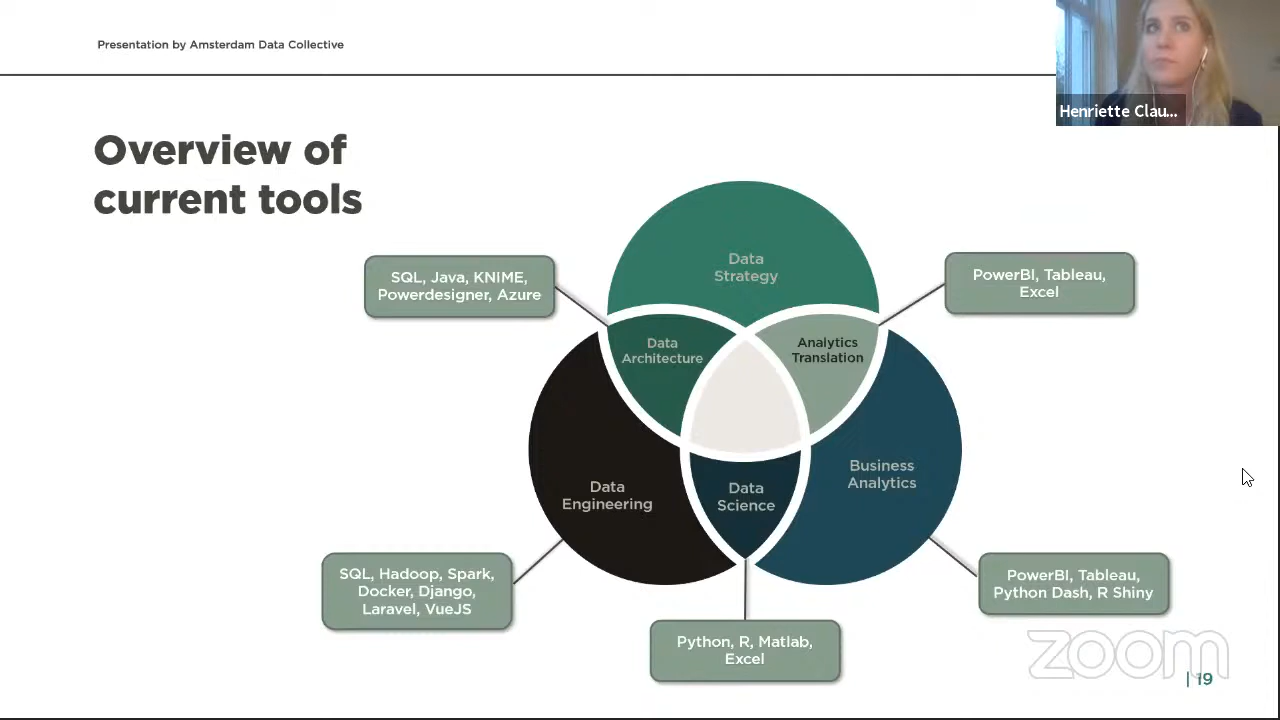 Presentation by Amsterdam Data Collective
Henriette Clau...
Overview of
current tools
Data
Strategy
SQL, Java, KNIME,
Powerdesigner, Azure
PowerBI, Tableau,
Excel
Data
Architecture
Analytics
Translation
Business
Analytics
Data
Engineering
Data
Science
SQL, Hadoop, Spark,
Docker, Django,
Laravel, VueJS
PowerBI, Tableau,
Python Dash, R Shiny
Python, R, Matlab,
Excel
zoom
| 19